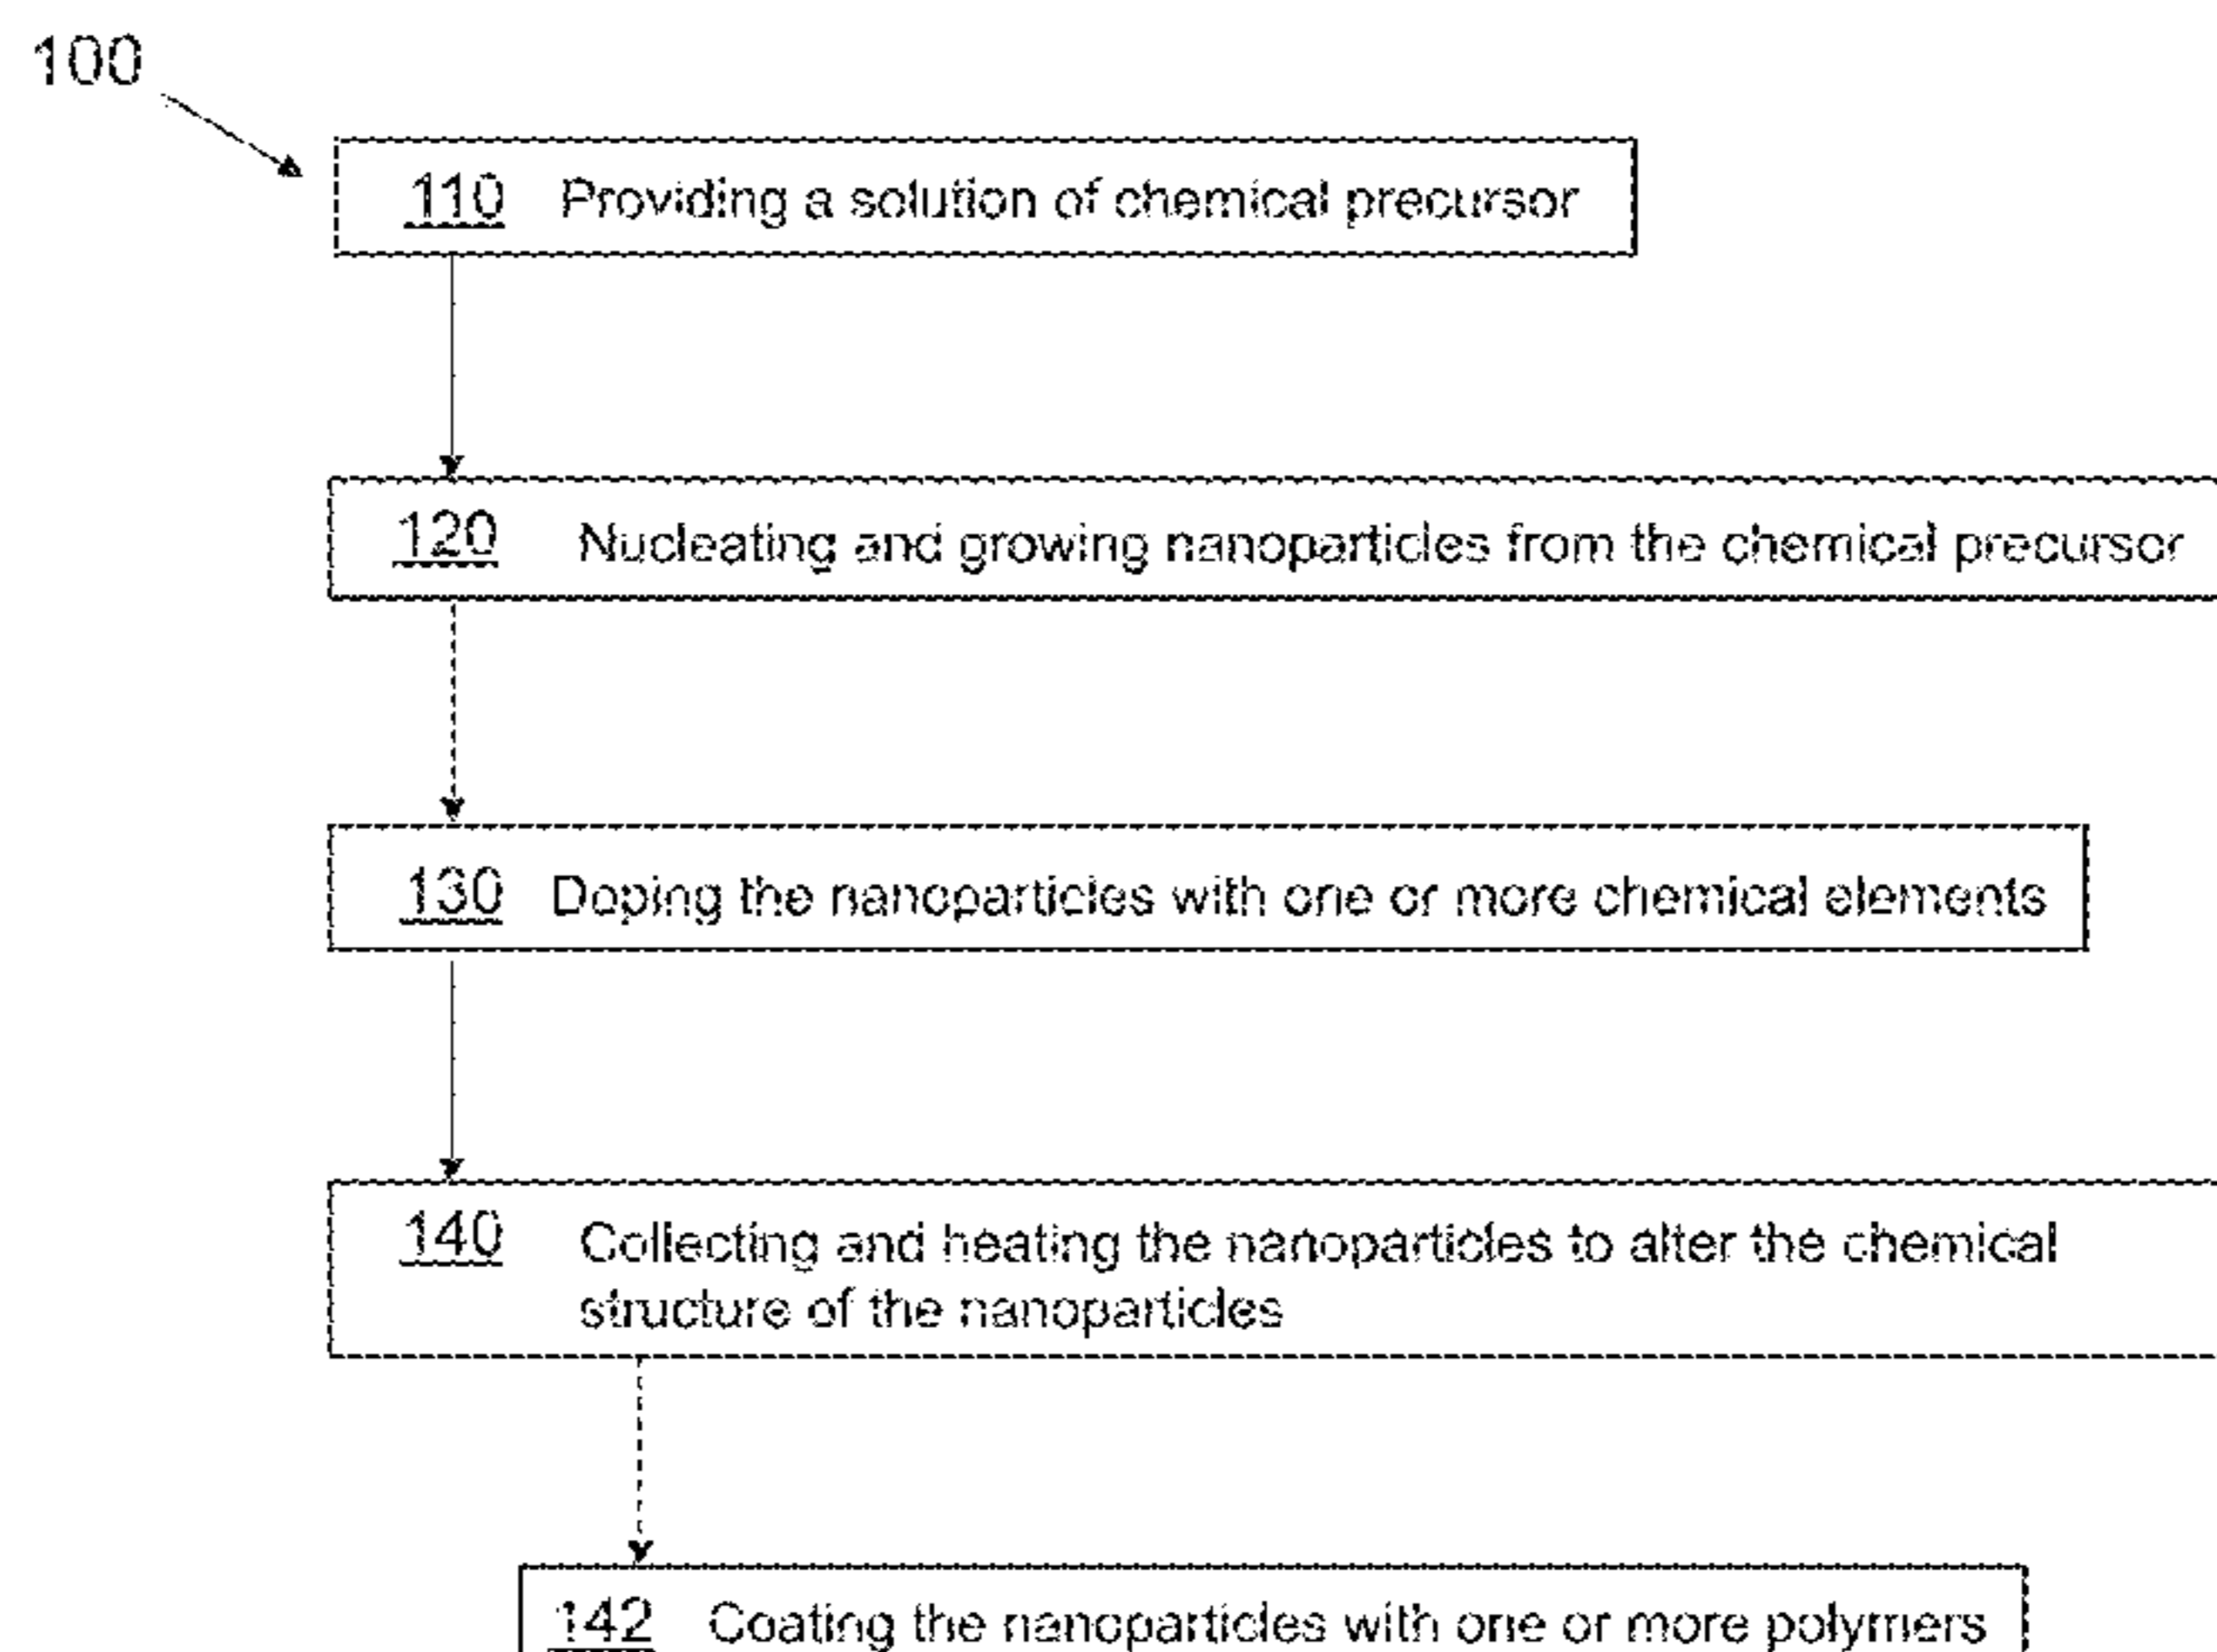 100
110 Providing a solution of chemical precursor
120 Nucleating and growing nanoparticles from the chemical precursor
130 Doping the nanoparticles with one or more chemical elements
140 Collecting and heating the nanoparticles to alter the chemical
structure of the nanoparticles
142 Coating the nanoparticles with one or more polymers